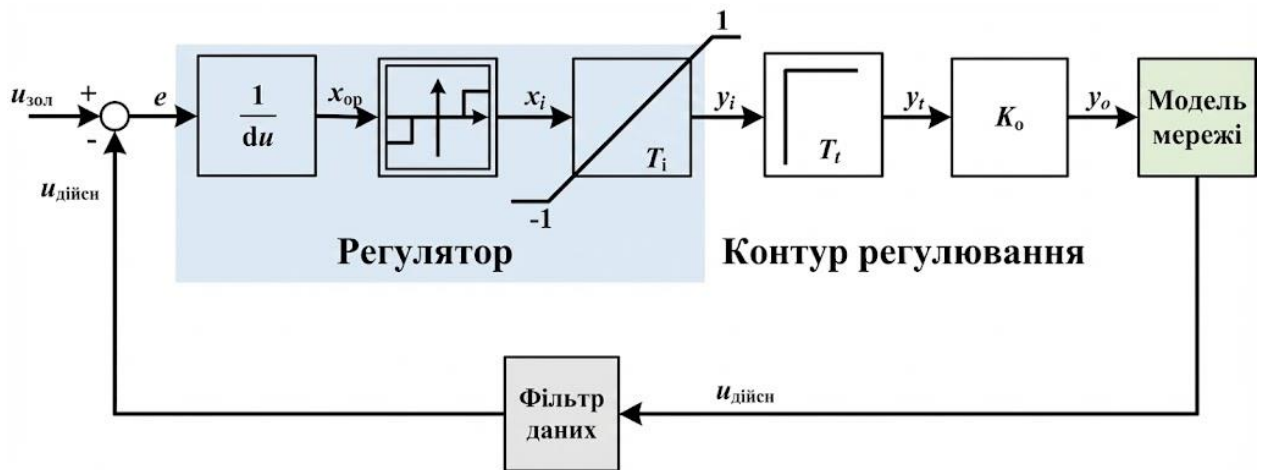 1
-1
u_зол
+
-
e
1
du
x_ор
x_i
T_i
y_i
T_t
y_t
K_o
y_o
Модель
мережі
u_дійсн
Регулятор
Контур регулювання
Фільтр
даних
u_дійсн